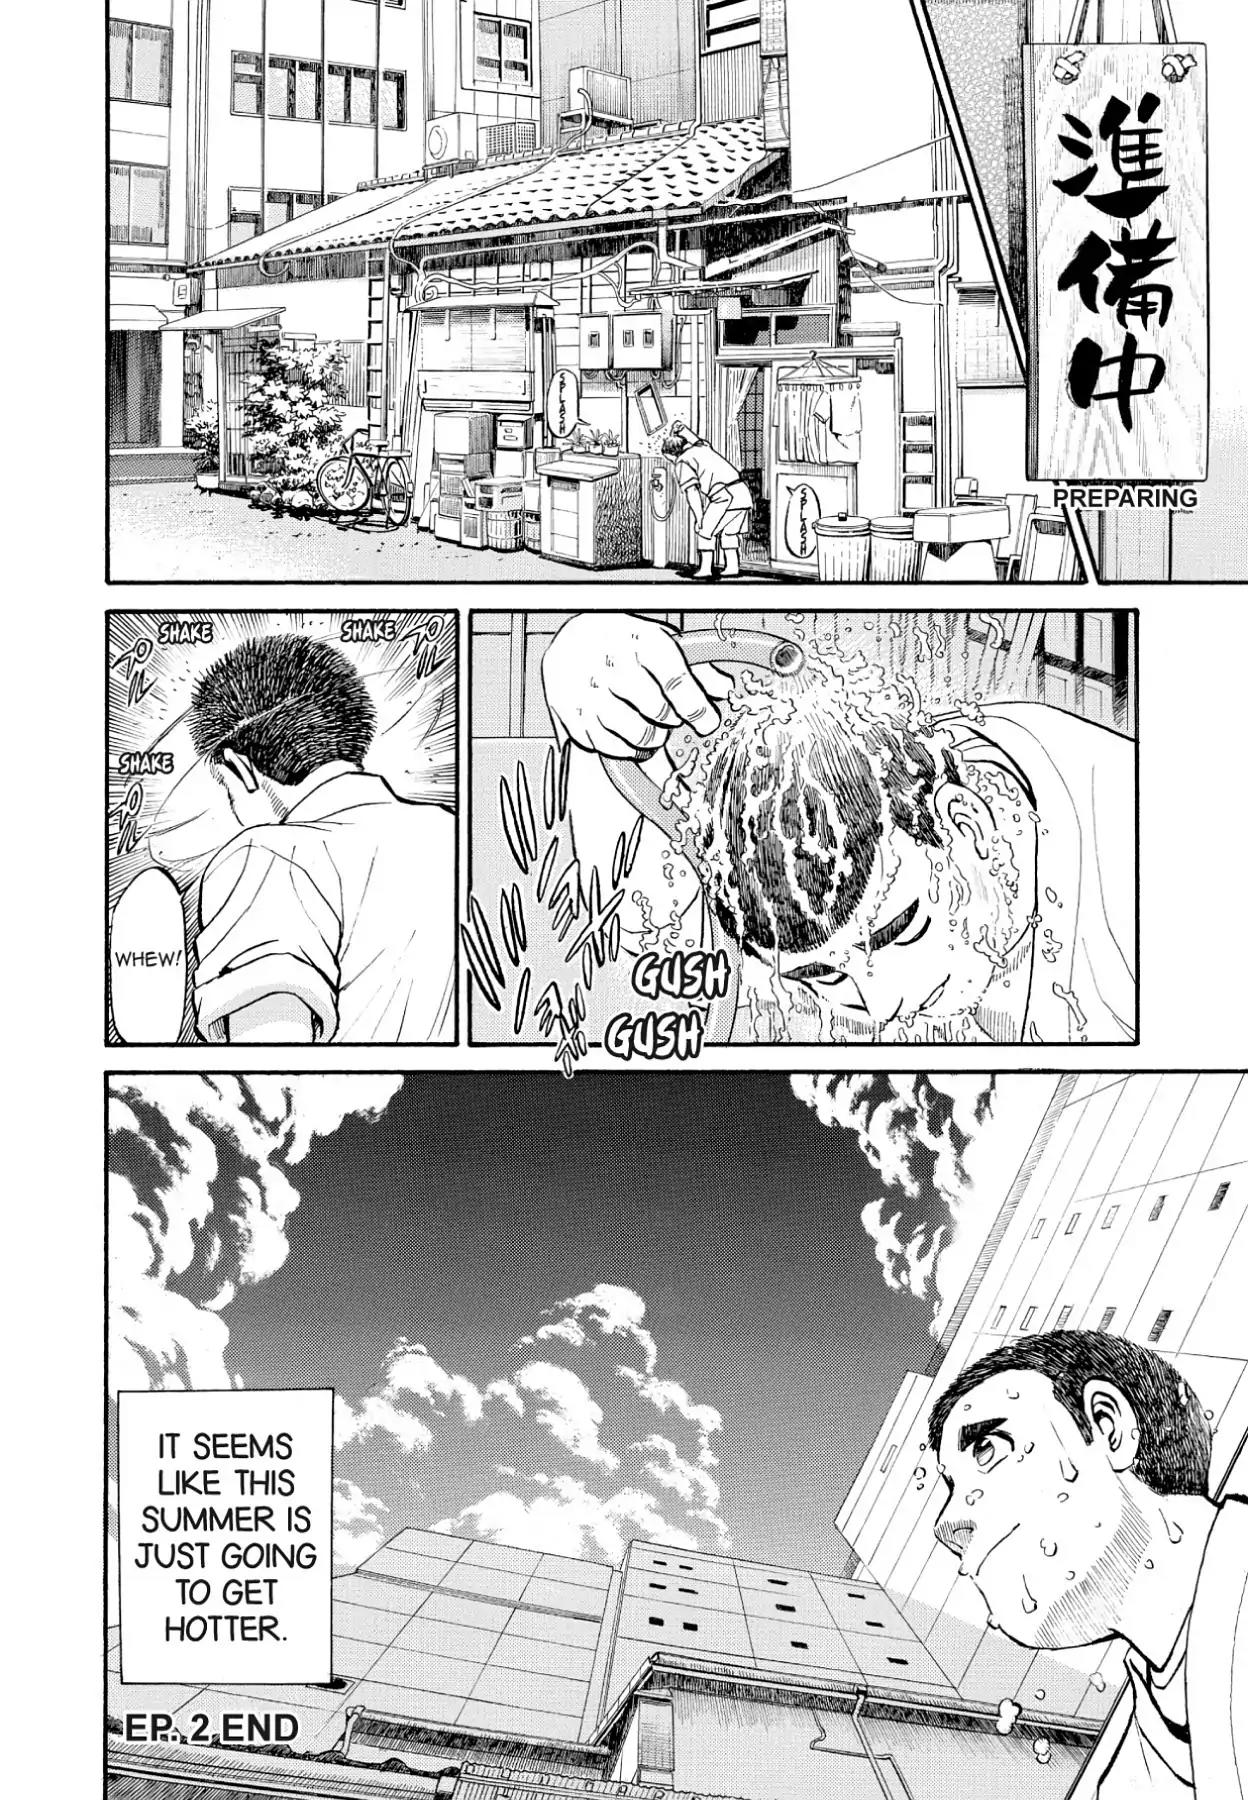 準備中
PREPARING
SPLASH
SPLASH
GUSH
GUSH
SHAKE
SHAKE
SHAKE
WHEW!
IT SEEMS
LIKE THIS
SUMMER IS
JUST GOING
TO GET
HOTTER.
EP. 2 END